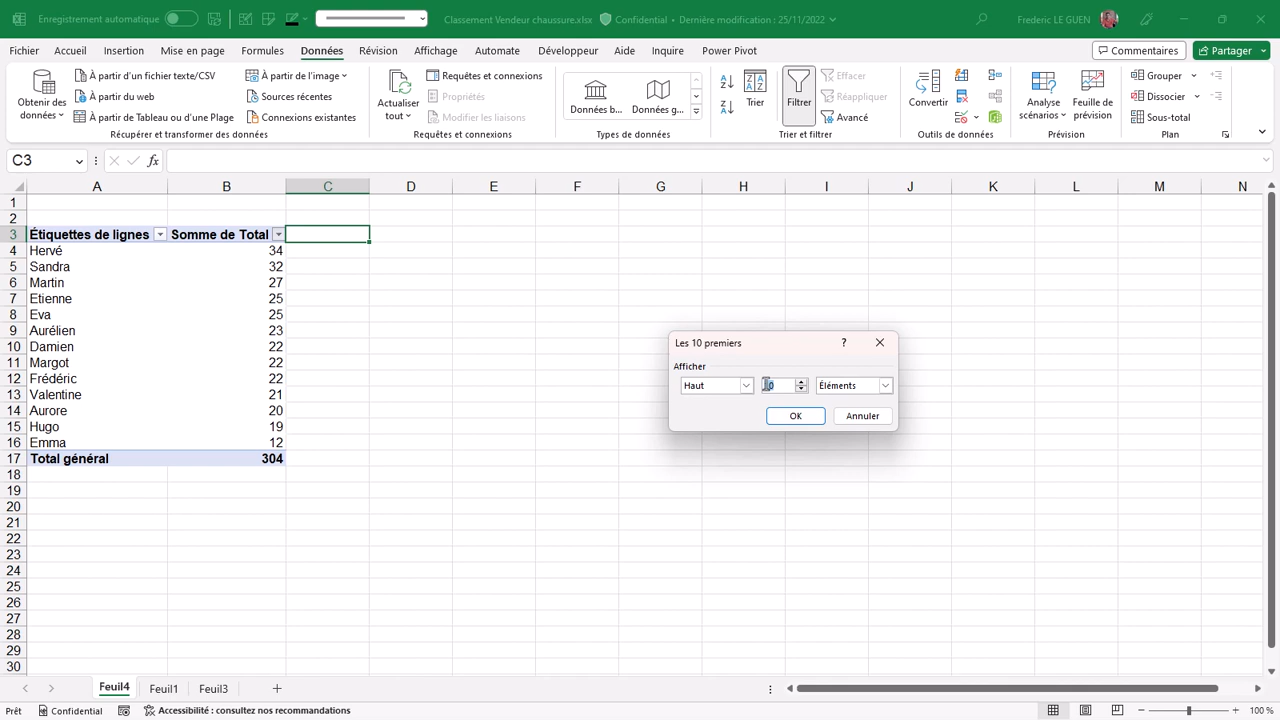 Enregistrement automatique
Classement Vendeur chaussure.xlsx
Confidential • Dernière modification : 25/11/2022
Frederic LE GUEN
Fichier
Accueil
Insertion
Mise en page
Formules
Données
Révision
Affichage
Automate
Développeur
Aide
Inquire
Power Pivot
Commentaires
Partager
Obtenir des données
À partir d'un fichier texte/CSV
À partir du web
À partir de Tableau ou d'une Plage
À partir de l'image
Sources récentes
Connexions existantes
Récupérer et transformer des données
Actualiser tout
Requêtes et connexions
Propriétés
Modifier les liaisons
Requêtes et connexions
Données b...
Données g...
Types de données
Trier
Filtrer
Effacer
Réappliquer
Avancé
Trier et filtrer
Convertir
Outils de données
Analyse scénarios
Feuille de prévision
Prévision
Grouper
Dissocier
Sous-total
Plan
C3
fx
A B C D E F G H I J K L M N
1
2
3 Étiquettes de lignes Somme de Total
4 Hervé 34
5 Sandra 32
6 Martin 27
7 Etienne 25
8 Eva 25
9 Aurélien 23
10 Damien 22
11 Margot 22
12 Frédéric 22
13 Valentine 21
14 Aurore 20
15 Hugo 19
16 Emma 12
17 Total général 304
18
19
20
21
22
23
24
25
26
27
28
29
30
Les 10 premiers ?
Afficher
Haut
Éléments
OK
Annuler
Feuil4
Feuil1
Feuil3
Prêt
Confidential
Accessibilité : consultez nos recommandations
100 %